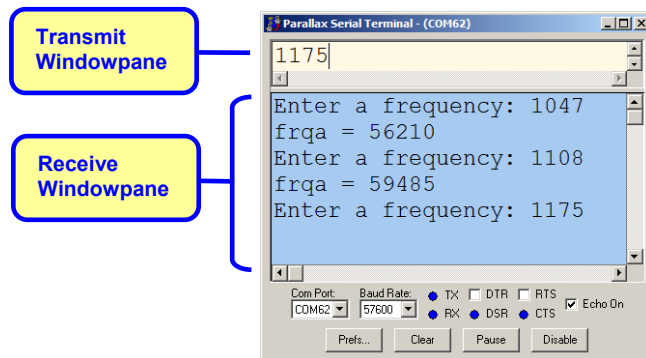 Transmit
Windowpane
Receive
Windowpane
Parallax Serial Terminal - (COM62)
1175
Enter a frequency: 1047
frqa = 56210
Enter a frequency: 1108
frqa = 59485
Enter a frequency: 1175
Com Port: Baud Rate: TX DTR RTS
COM62 57600 RX DSR CTS Echo On
Prefs... Clear Pause Disable